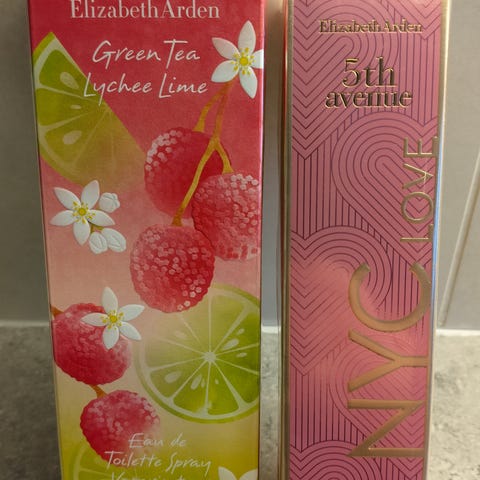 Elizabeth Arden
Green Tea
Lychee Lime
Eau de
Toilette Spray
Elizabeth Arden
5th
avenue
NYC LOVE